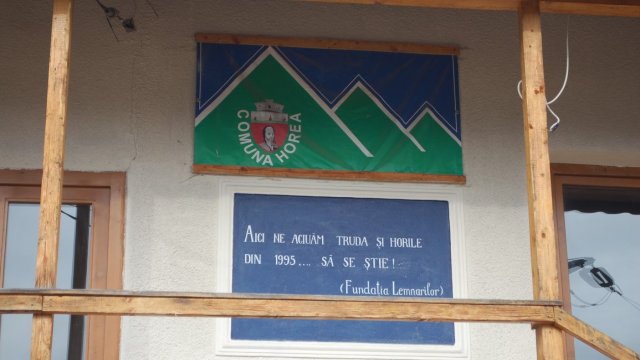 COMUNA HOREA
AICI NE ACIUĂM TRUDA ȘI HORILE
DIN 1995.... SĂ SE ȘTIE!
(Fundația Lemnarilor)